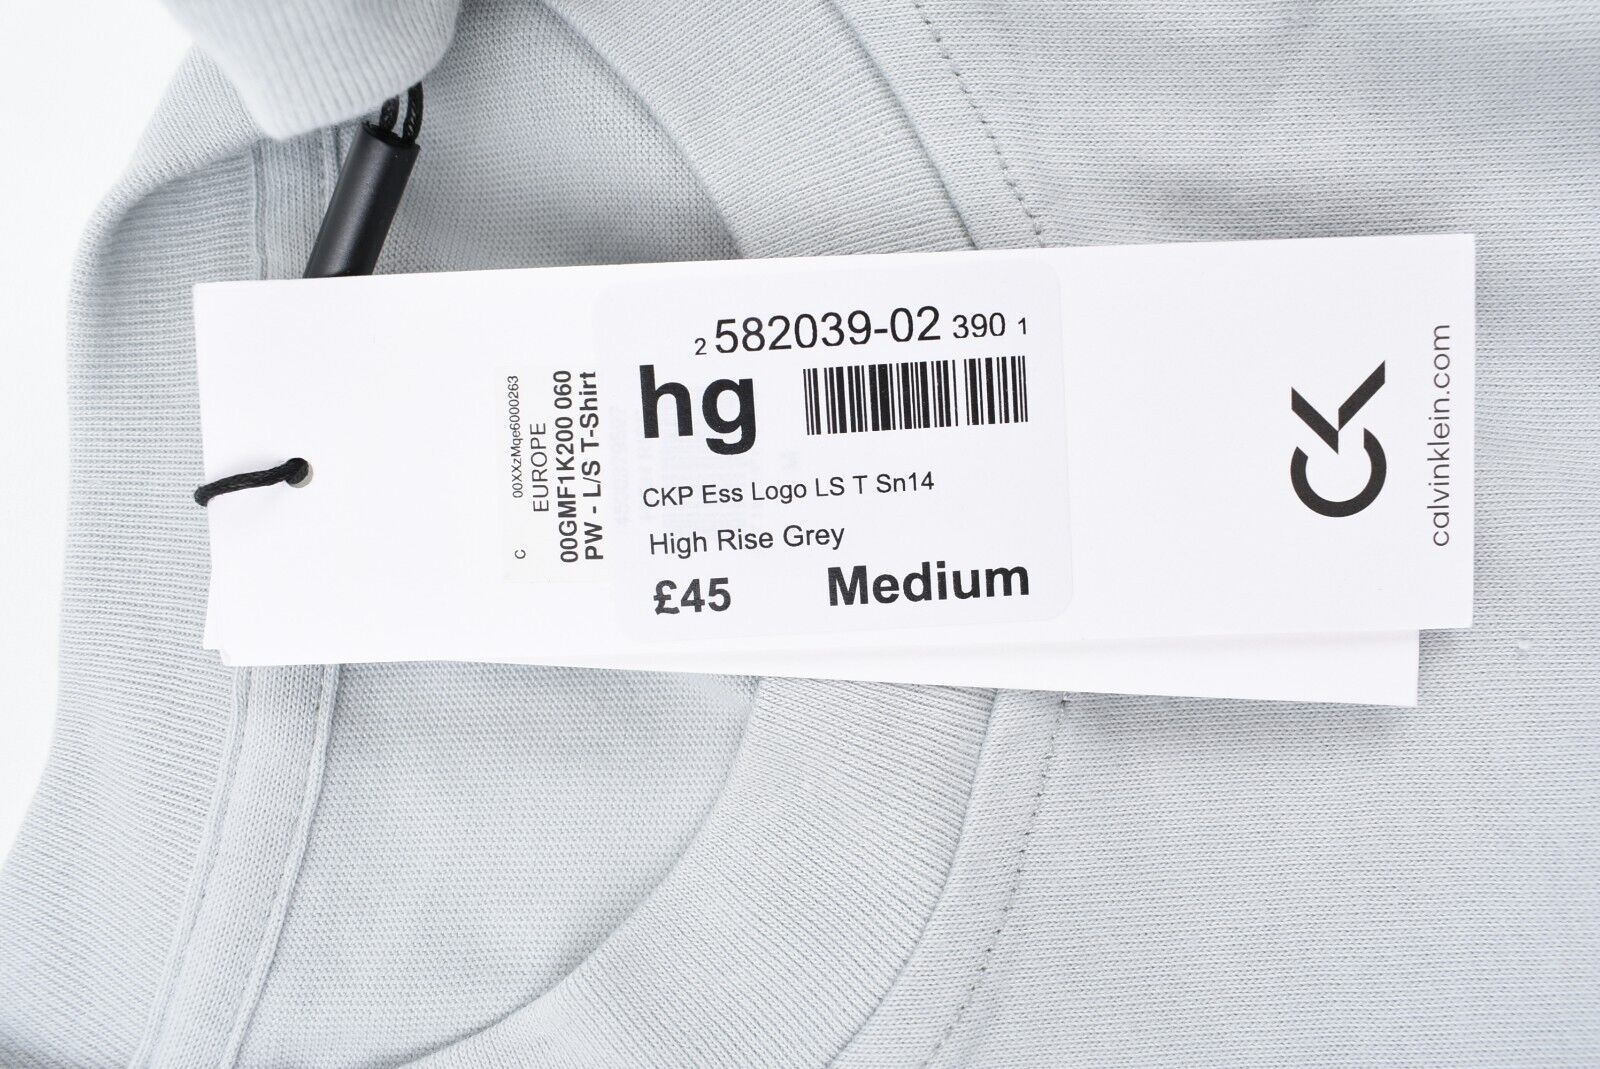 2 582039-02 390 1
hg
CKP Ess Logo LS T Sn14
High Rise Grey
£45 Medium
C 00XXzMqe6000263
EUROPE
00GMF1K200 060
PW - L/S T-Shirt
CK
calvinklein.com